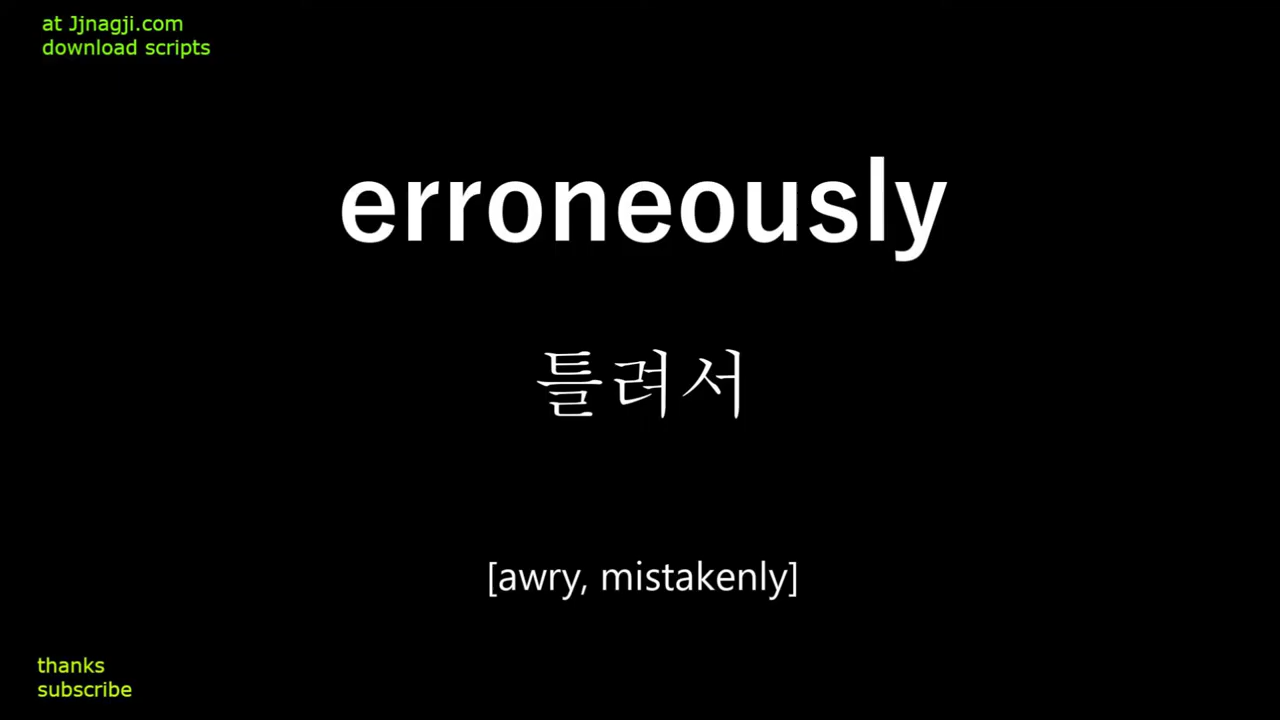 at Jjnagji.com
download scripts
erroneously
틀려서
[awry, mistakenly]
thanks
subscribe